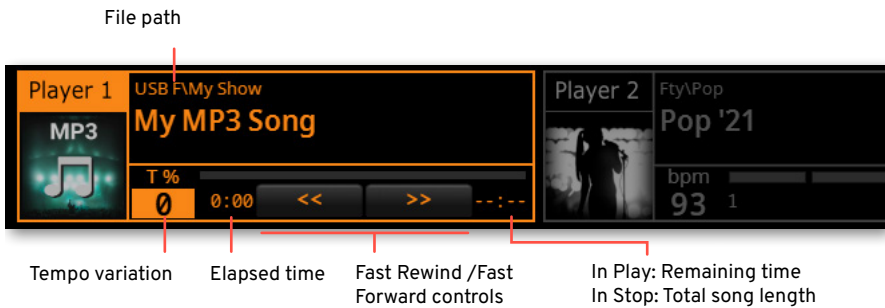 File path
Player 1
USB F\My Show
MP3
My MP3 Song
T %
0
0:00
<<
>>
--:--
Player 2
Fty\Pop
Pop '21
bpm
93
1
Tempo variation
Elapsed time
Fast Rewind /Fast
Forward controls
In Play: Remaining time
In Stop: Total song length